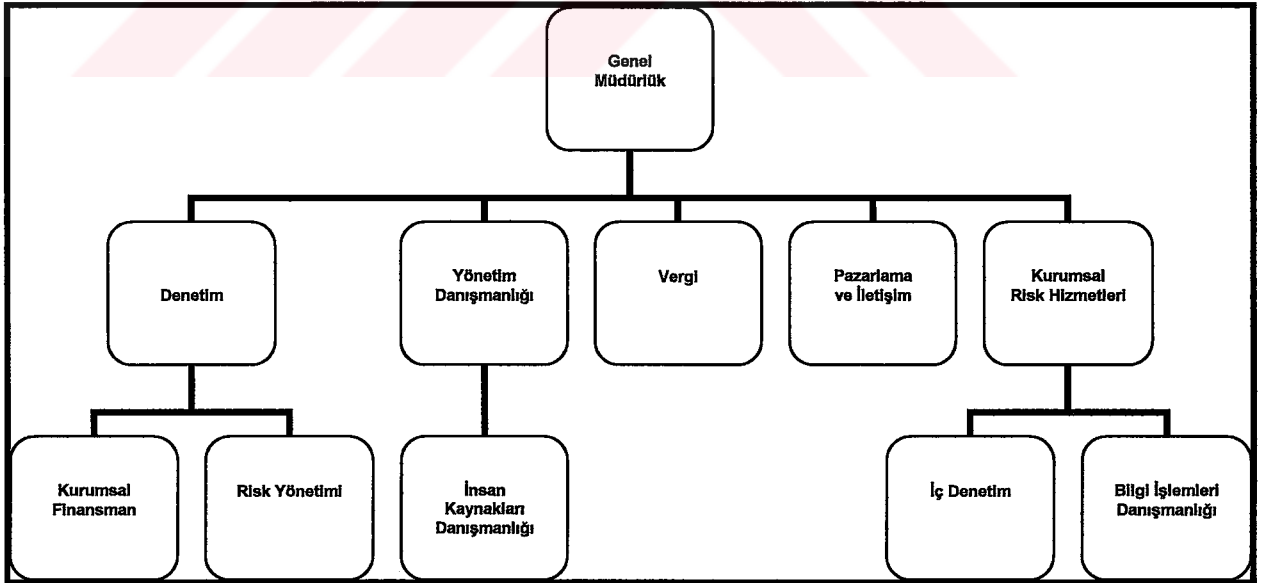 Genel
Müdürlük
Denetim
Yönetim
Danışmanlığı
Vergi
Pazarlama
ve İletişim
Kurumsal
Risk Hizmetleri
Kurumsal
Finansman
Risk Yönetimi
İnsan
Kaynakları
Danışmanlığı
İç Denetim
Bilgi İşlemleri
Danışmanlığı